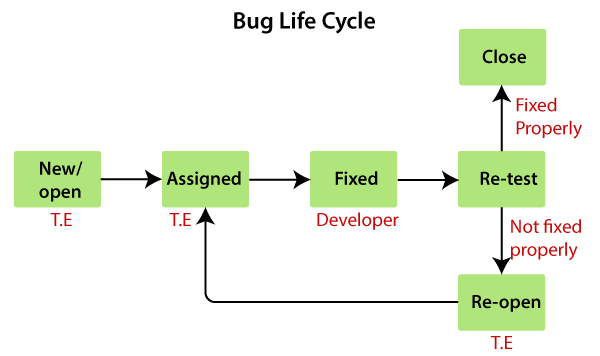 Bug Life Cycle
Close
Fixed
Properly
New/
open
Assigned
Fixed
Re-test
T.E
T.E
Developer
Not fixed
properly
Re-open
T.E